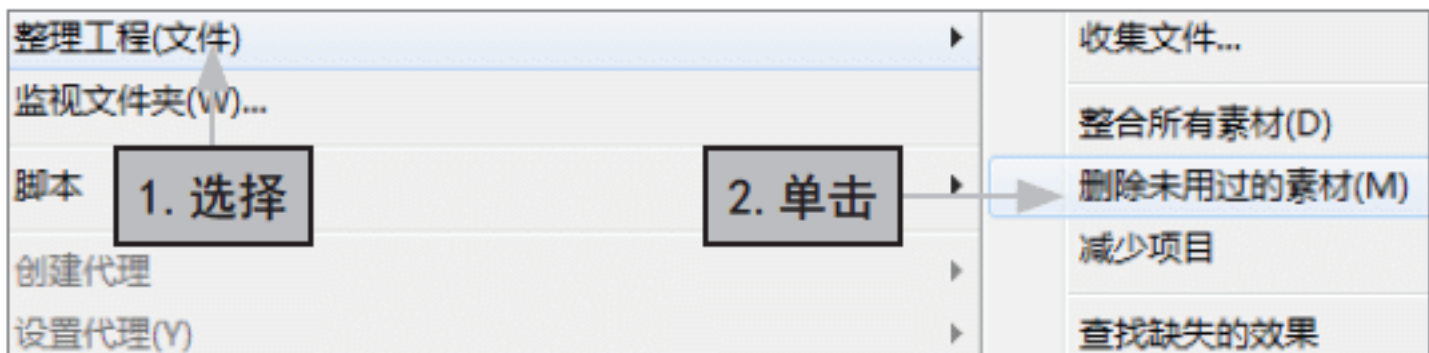 整理工程(文件)
监视文件夹(W)...
脚本
创建代理
设置代理(Y)
1. 选择
2. 单击
收集文件...
整合所有素材(D)
删除未用过的素材(M)
减少项目
查找缺失的效果